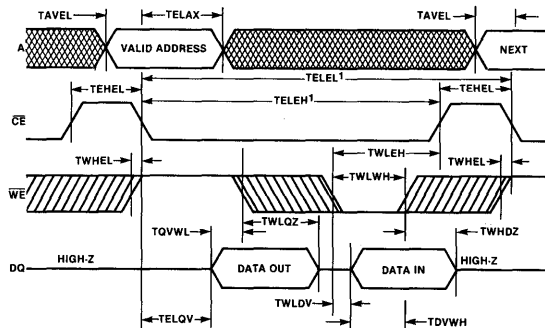 TAVEL TELAX TAVEL
A VALID ADDRESS NEXT
TELEL1
TEHEL TELEH1 TEHEL
CE
TWHEL TWLEH TWHEL
TWLWH
WE
TQVWL TWLQZ TWHDZ
DQ HIGH-Z DATA OUT DATA IN HIGH-Z
TWLDV
TELQV TDVWH